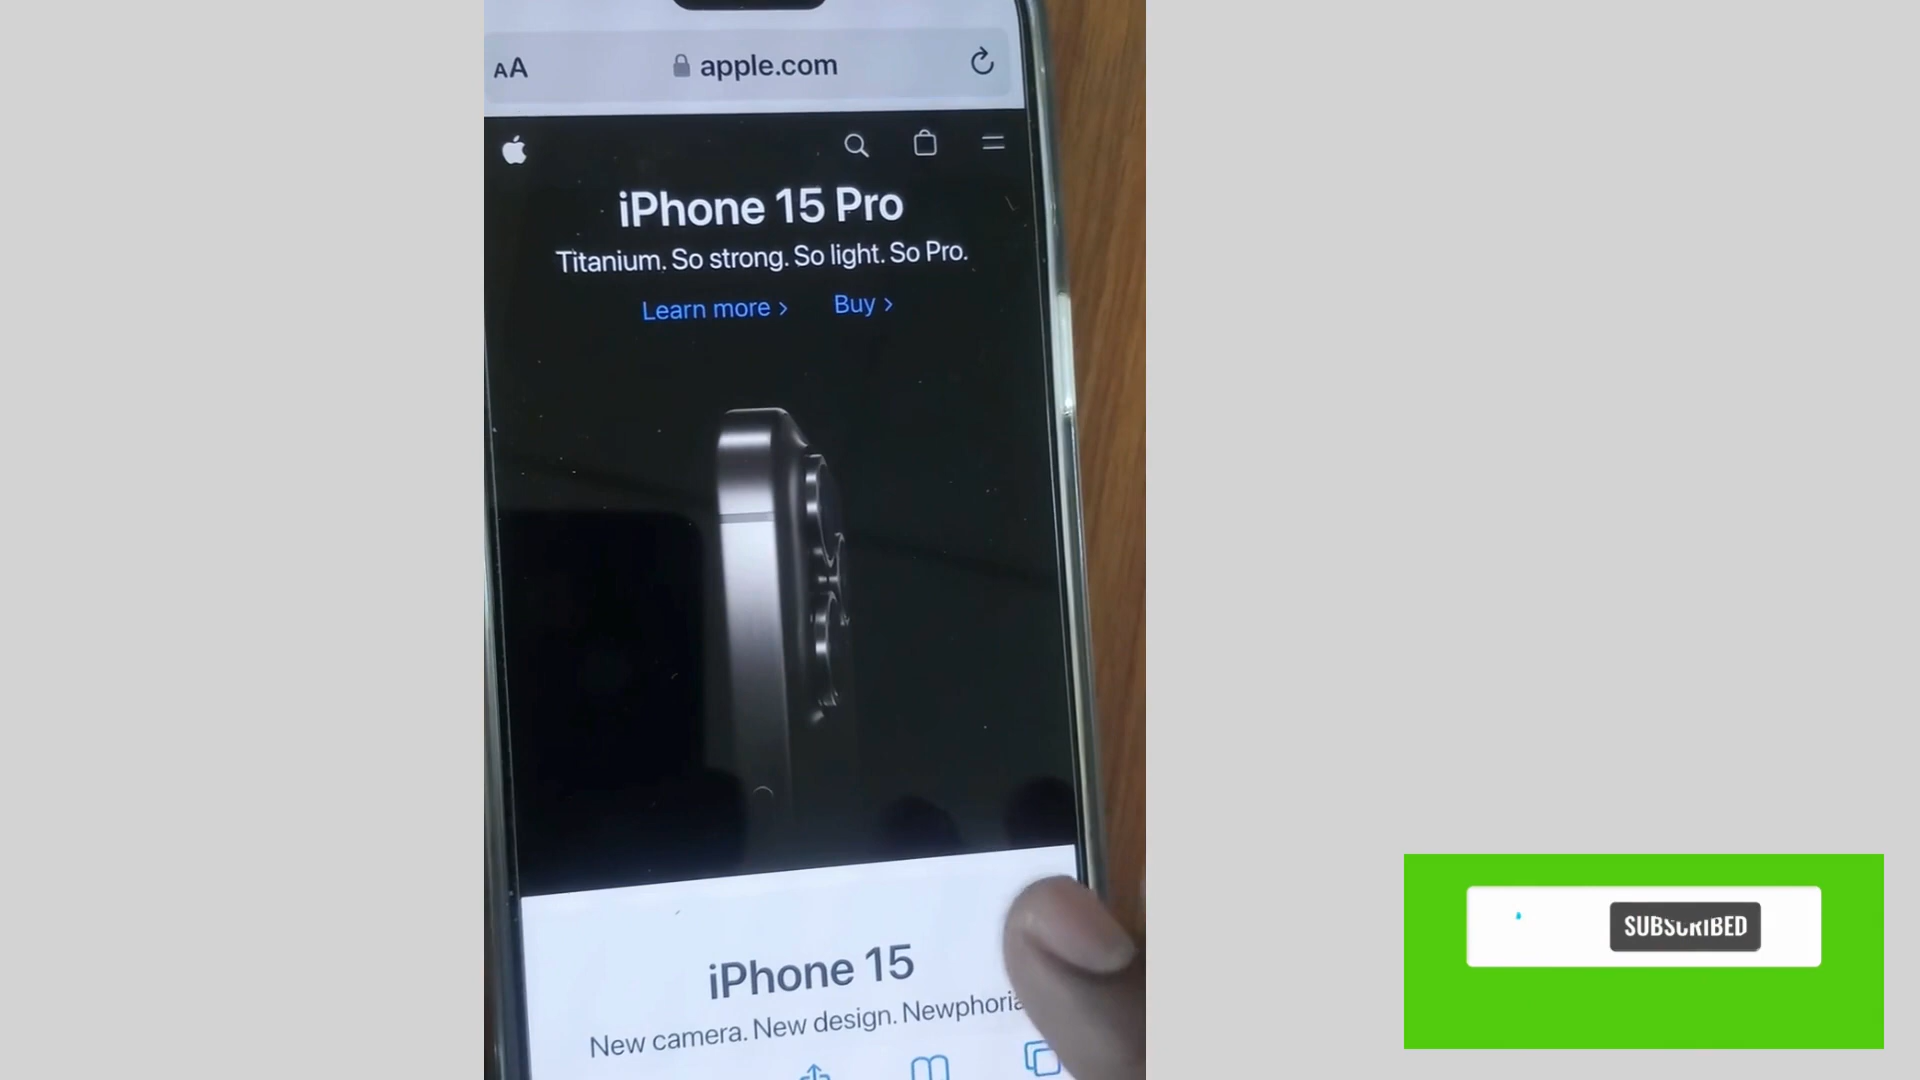 AA
apple.com
iPhone 15 Pro
Titanium. So strong. So light. So Pro.
Learn more >
Buy >
iPhone 15
New camera. New design. Newphoria
SUBSCRIBED